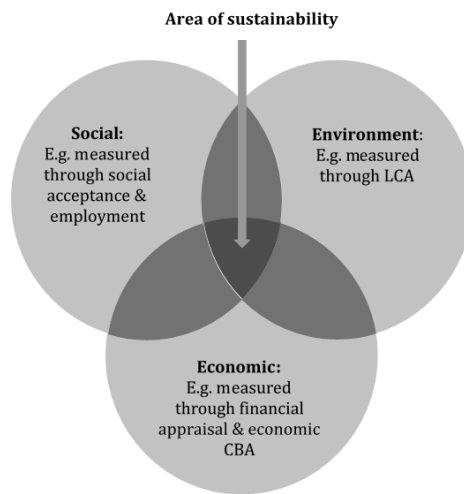 Area of sustainability
Social:
E.g. measured
through social
acceptance &
employment
Environment:
E.g. measured
through LCA
Economic:
E.g. measured
through financial
appraisal & economic
CBA